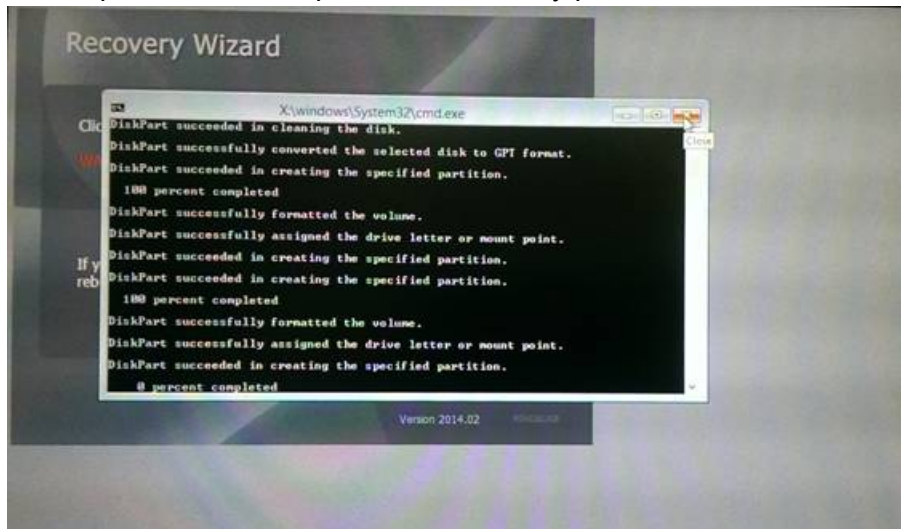 Recovery Wizard
X:\windows\System32\cmd.exe
Close
DiskPart succeeded in cleaning the disk.
DiskPart successfully converted the selected disk to GPT format.
DiskPart succeeded in creating the specified partition.
100 percent completed
DiskPart successfully formatted the volume.
DiskPart successfully assigned the drive letter or mount point.
DiskPart succeeded in creating the specified partition.
DiskPart succeeded in creating the specified partition.
100 percent completed
DiskPart successfully formatted the volume.
DiskPart successfully assigned the drive letter or mount point.
DiskPart succeeded in creating the specified partition.
0 percent completed
Version 2014.02